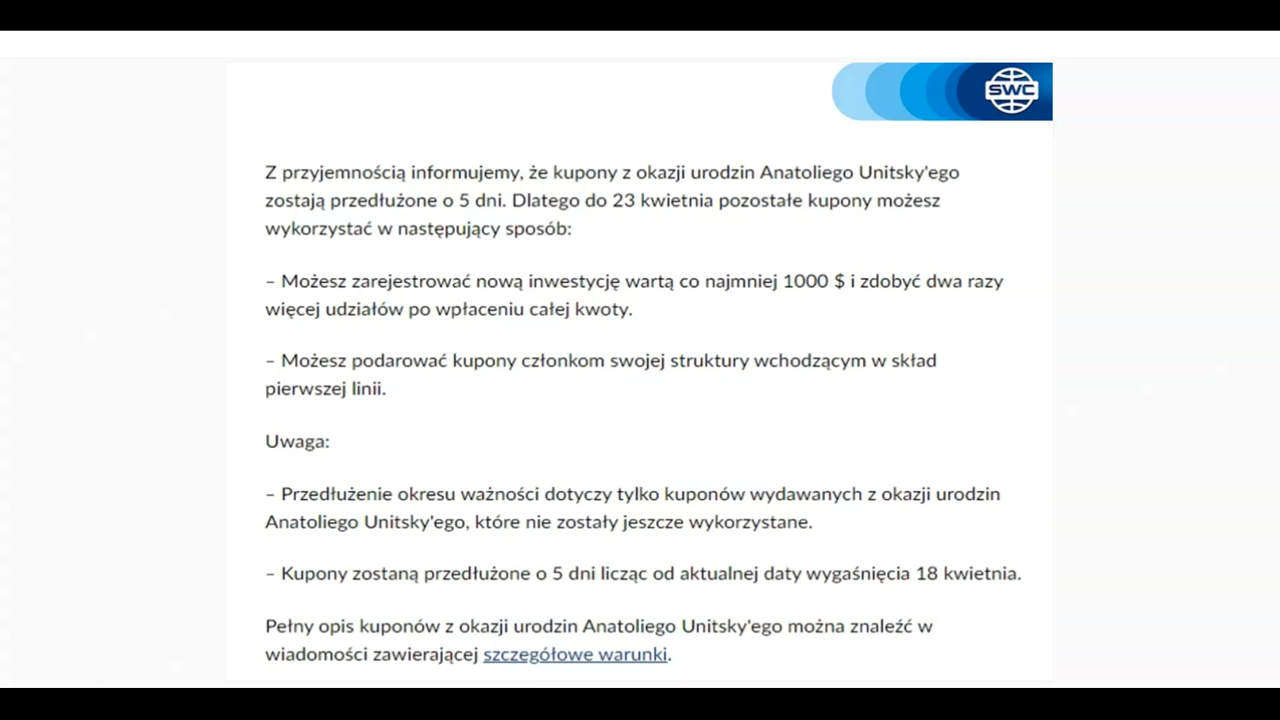 SWC
Z przyjemnością informujemy, że kupony z okazji urodzin Anatoliego Unitsky'ego
zostają przedłużone o 5 dni. Dlatego do 23 kwietnia pozostałe kupony możesz
wykorzystać w następujący sposób:
– Możesz zarejestrować nową inwestycję wartą co najmniej 1000 $ i zdobyć dwa razy
więcej udziałów po wpłaceniu całej kwoty.
– Możesz podarować kupony członkom swojej struktury wchodzącym w skład
pierwszej linii.
Uwaga:
– Przedłużenie okresu ważności dotyczy tylko kuponów wydawanych z okazji urodzin
Anatoliego Unitsky'ego, które nie zostały jeszcze wykorzystane.
– Kupony zostaną przedłużone o 5 dni licząc od aktualnej daty wygaśnięcia 18 kwietnia.
Pełny opis kuponów z okazji urodzin Anatoliego Unitsky'ego można znaleźć w
wiadomości zawierającej szczegółowe warunki.